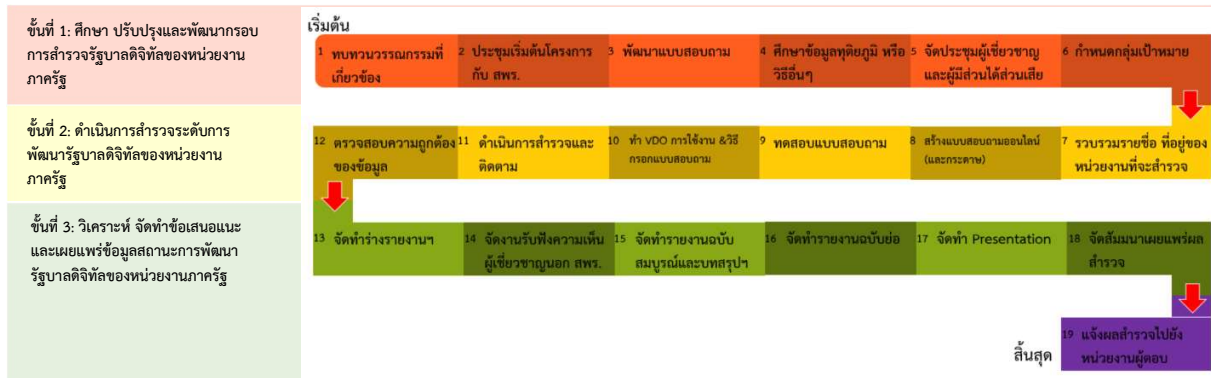 ขั้นที่ 1: ศึกษา ปรับปรุงและพัฒนากรอบ
การสำรวจรัฐบาลดิจิทัลของหน่วยงาน
ภาครัฐ
เริ่มต้น
1 ทบทวนวรรณกรรมที่
เกี่ยวข้อง
2 ประชุมเริ่มต้นโครงการ
กับ สพร.
3 พัฒนาแบบสอบถาม
4 ศึกษาข้อมูลทุติยภูมิ หรือ
วิธีอื่นๆ
5 จัดประชุมผู้เชี่ยวชาญ
และผู้มีส่วนได้ส่วนเสีย
6 กำหนดกลุ่มเป้าหมาย
ขั้นที่ 2: ดำเนินการสำรวจระดับการ
พัฒนารัฐบาลดิจิทัลของหน่วยงาน
ภาครัฐ
12 ตรวจสอบความถูกต้อง
ของข้อมูล
11 ดำเนินการสำรวจและ
ติดตาม
10 ทำ VDO การใช้งาน &วิธี
กรอกแบบสอบถาม
9 ทดสอบแบบสอบถาม
8 สร้างแบบสอบถามออนไลน์
(และกระดาษ)
7 รวบรวมรายชื่อ ที่อยู่ของ
หน่วยงานที่จะสำรวจ
ขั้นที่ 3: วิเคราะห์ จัดทำข้อเสนอแนะ
และเผยแพร่ข้อมูลสถานะการพัฒนา
รัฐบาลดิจิทัลของหน่วยงานภาครัฐ
13 จัดทำร่างรายงานฯ
14 จัดงานรับฟังความเห็น
ผู้เชี่ยวชาญนอก สพร.
15 จัดทำรายงานฉบับ
สมบูรณ์และบทสรุปฯ
16 จัดทำรายงานฉบับย่อ
17 จัดทำ Presentation
18 จัดสัมมนาเผยแพร่ผล
สำรวจ
19 แจ้งผลสำรวจไปยัง
หน่วยงานผู้ตอบ
สิ้นสุด